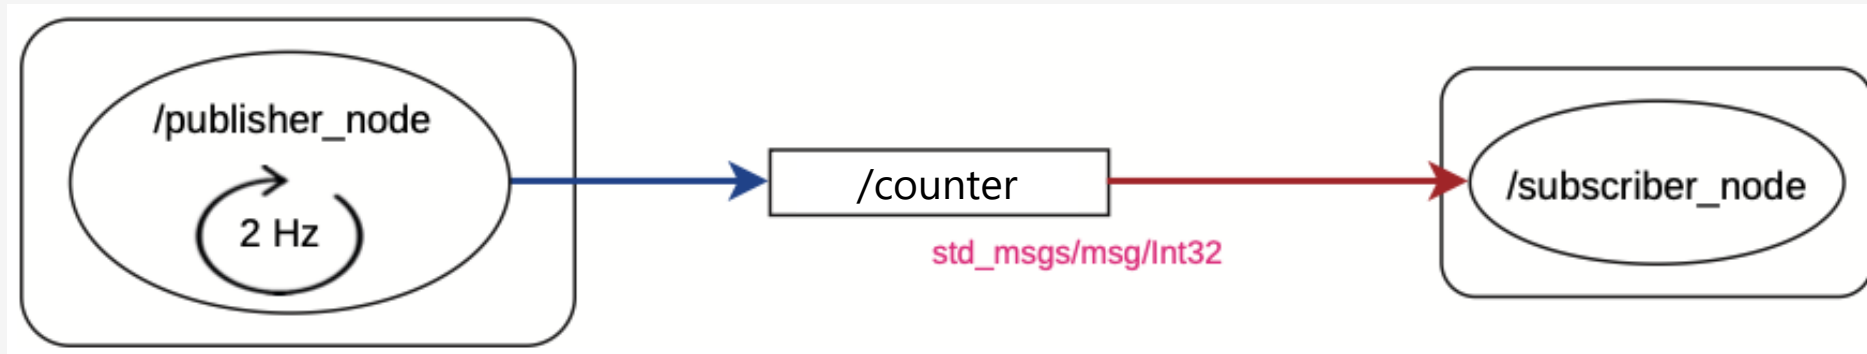 /publisher_node
2 Hz
/counter
std_msgs/msg/Int32
/subscriber_node